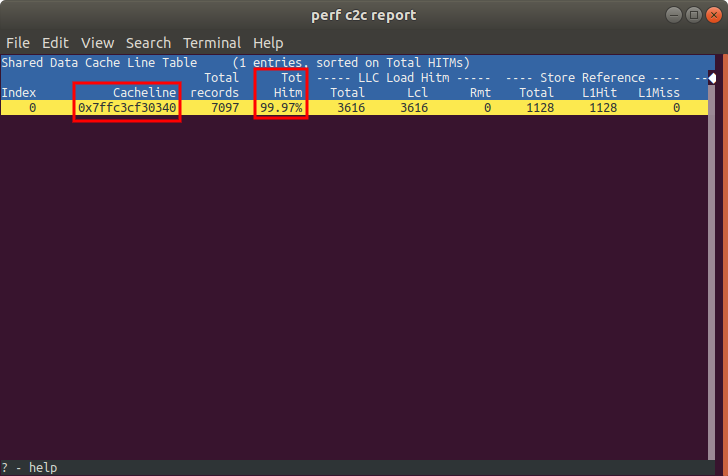 perf c2c report
File Edit View Search Terminal Help
Shared Data Cache Line Table (1 entries, sorted on Total HITMs)
Total Tot ----- LLC Load Hitm ----- ---- Store Reference ---- --
Index Cacheline records Hitm Total Lcl Rmt Total L1Hit L1Miss
0 0x7ffc3cf30340 7097 99.97% 3616 3616 0 1128 1128 0
? - help